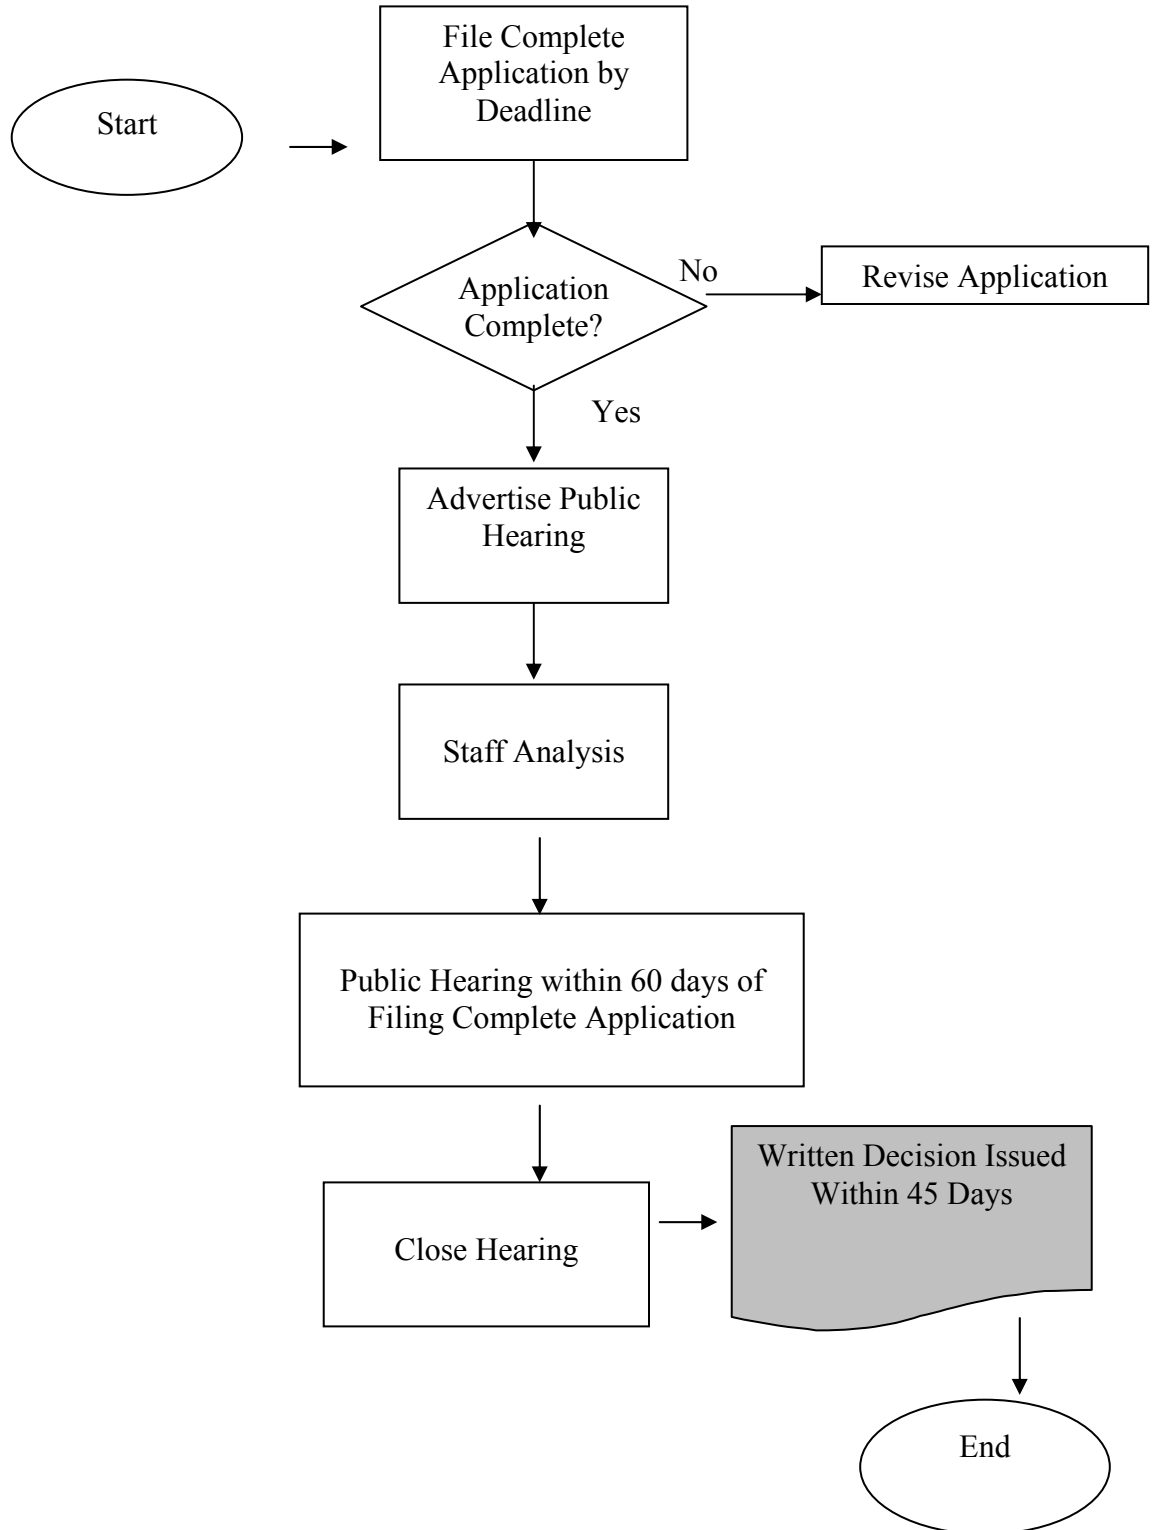 Start
File Complete
Application by
Deadline
Application
Complete?
No
Revise Application
Yes
Advertise Public
Hearing
Staff Analysis
Public Hearing within 60 days of
Filing Complete Application
Close Hearing
Written Decision Issued
Within 45 Days
End